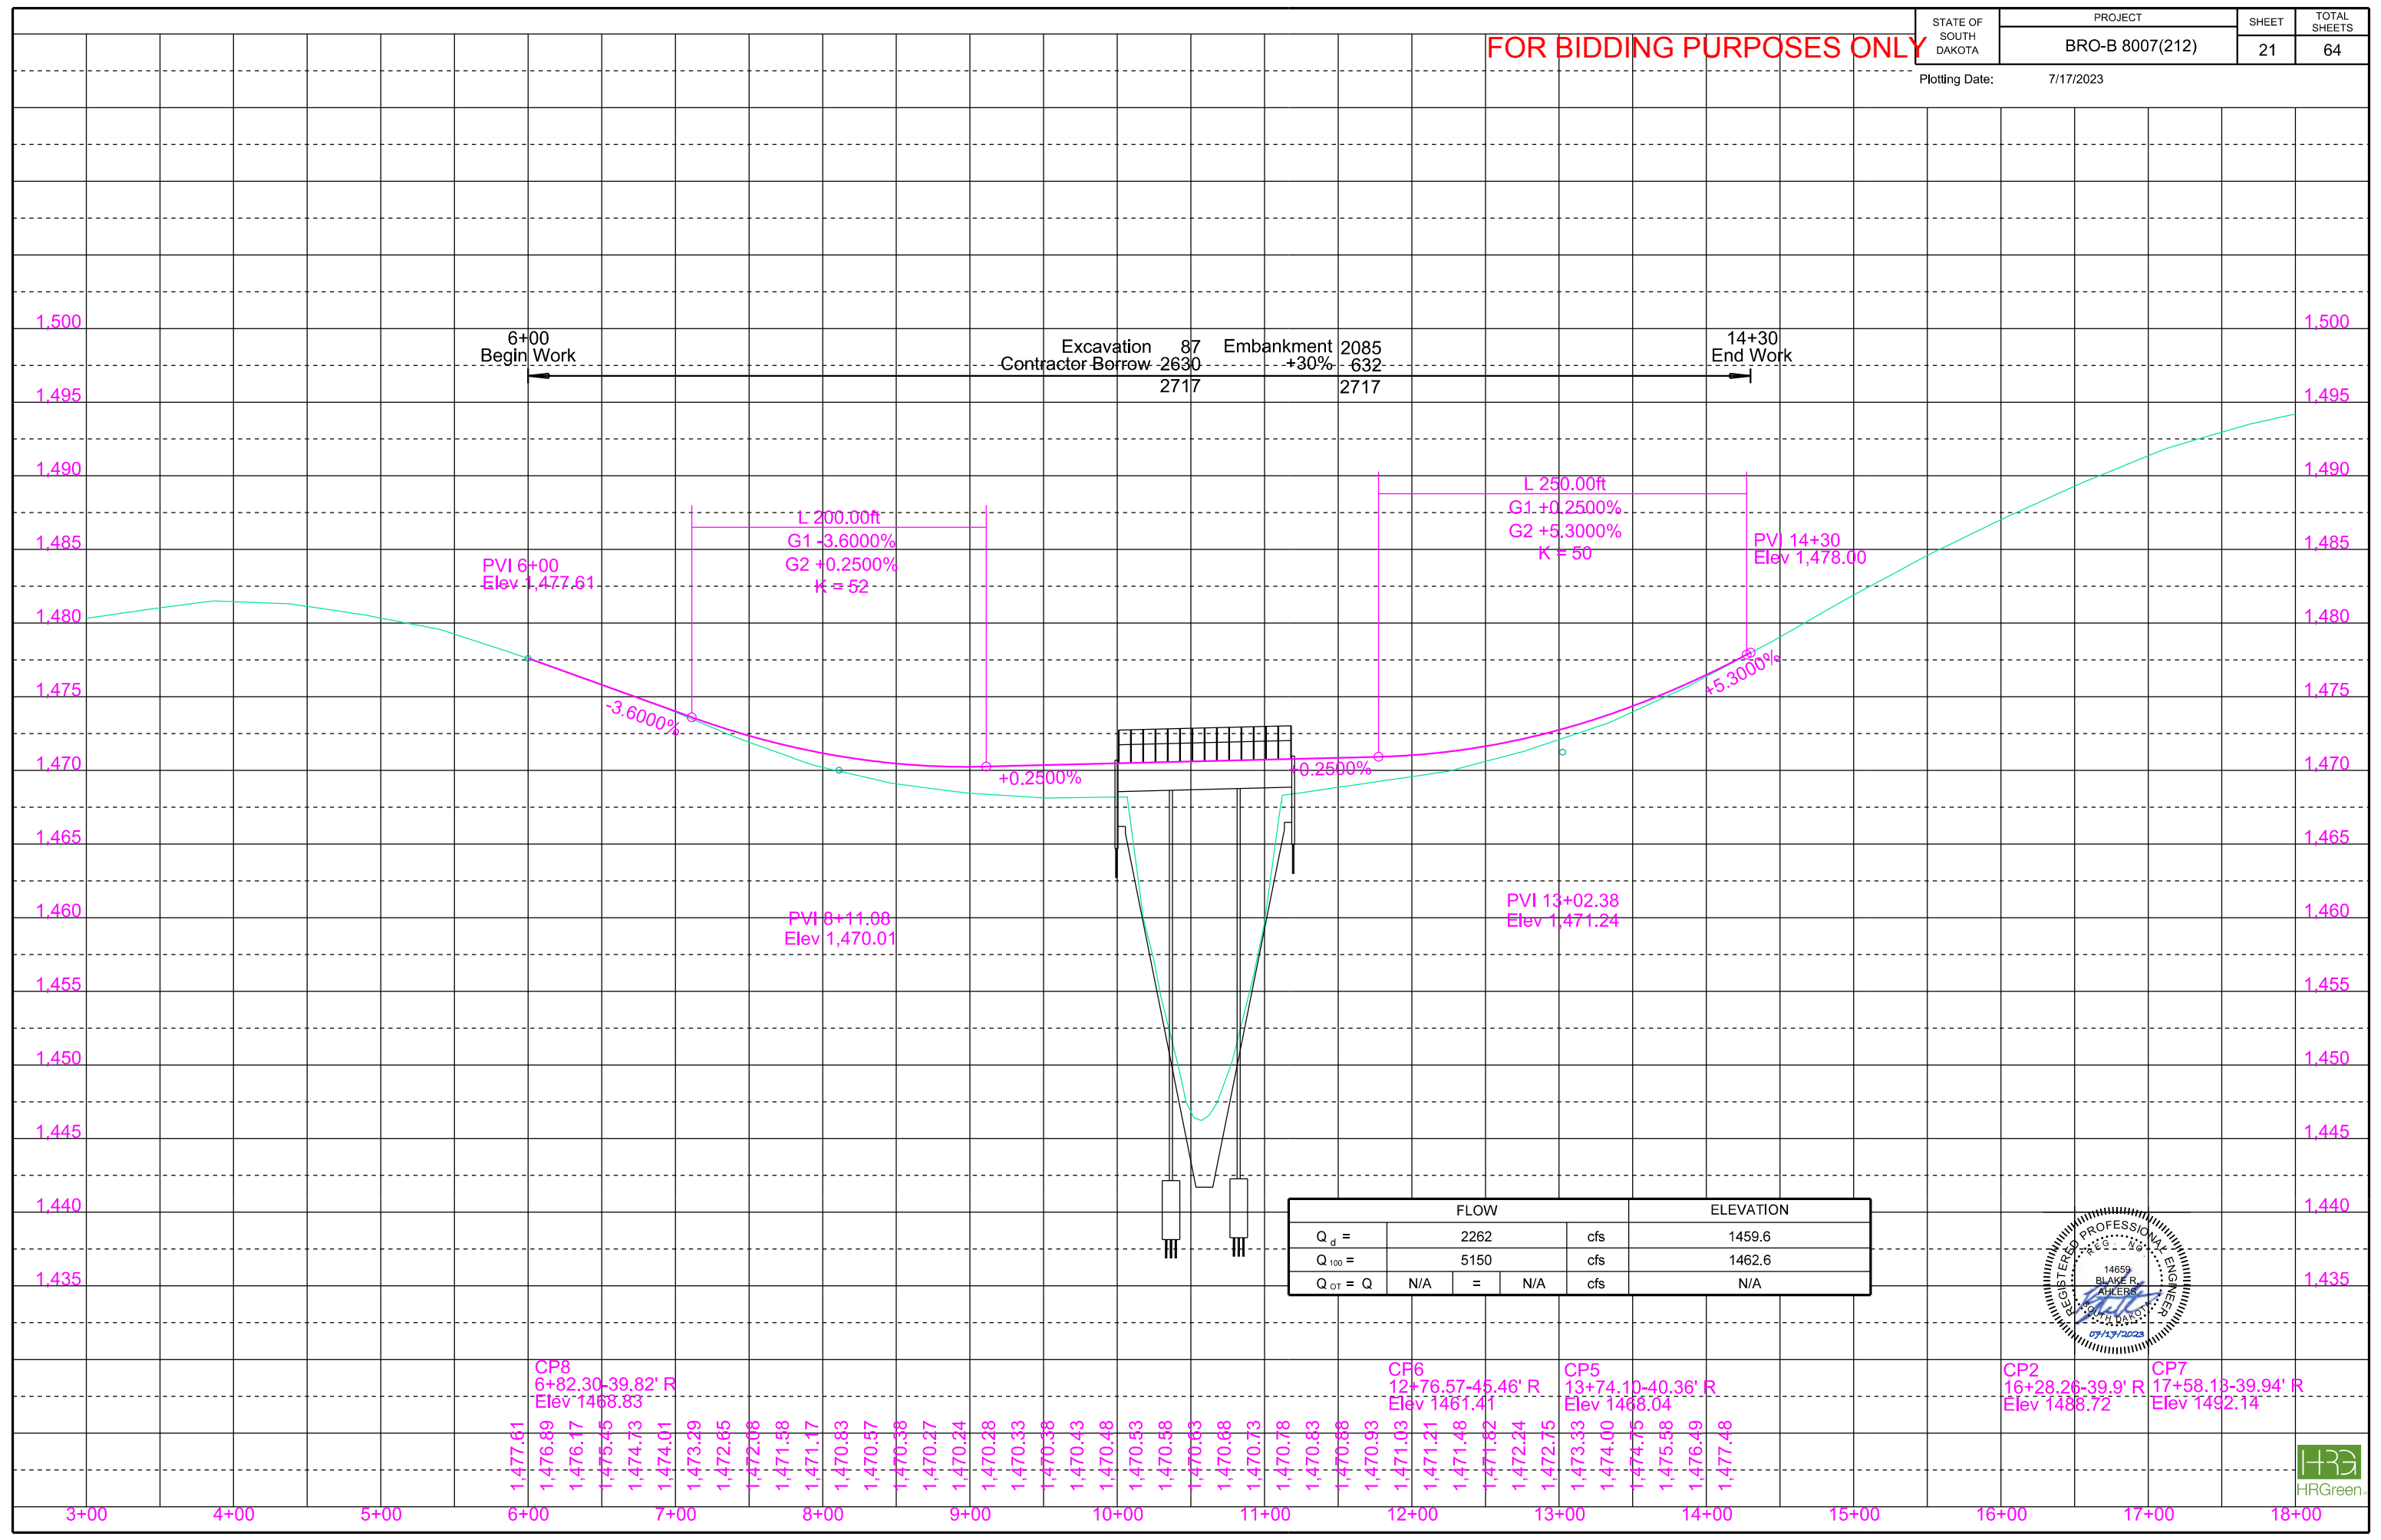 FOR BIDDING PURPOSES ONLY
STATE OF
SOUTH
DAKOTA
PROJECT
BRO-B 8007(212)
SHEET
21
TOTAL
SHEETS
64
Plotting Date: 7/17/2023
1,500
1,495
1,490
1,485
1,480
1,475
1,470
1,465
1,460
1,455
1,450
1,445
1,440
1,435
6+00
Begin Work
Excavation 87 Embankment 2085
Contractor Borrow 2630 +30% 632
2717 2717
14+30
End Work
L 200.00ft
G1 -3.6000%
G2 +0.2500%
K = 52
L 250.00ft
G1 +0.2500%
G2 +5.3000%
K = 50
PVI 6+00
Elev 1,477.61
PVI 14+30
Elev 1,478.00
-3.6000%
+0.2500%
+0.2500%
+5.3000%
PVI 8+11.08
Elev 1,470.01
PVI 13+02.38
Elev 1,471.24
1,500
1,495
1,490
1,485
1,480
1,475
1,470
1,465
1,460
1,455
1,450
1,445
1,440
1,435
FLOW ELEVATION
Q d = 2262 cfs 1459.6
Q 100 = 5150 cfs 1462.6
Q OT = Q N/A = N/A cfs N/A
REGISTERED PROFESSIONAL ENGINEER
REG. NO.
14659
BLAKE R.
AHLERS
SOUTH DAKOTA
07/17/2023
CP8
6+82.30-39.82' R
Elev 1468.83
CP6
12+76.57-45.46' R
Elev 1461.41
CP5
13+74.10-40.36' R
Elev 1468.04
CP2
16+28.26-39.9' R
Elev 1488.72
CP7
17+58.13-39.94' R
Elev 1492.14
1,477.61
1,476.89
1,476.17
1,475.45
1,474.73
1,474.01
1,473.29
1,472.65
1,472.08
1,471.58
1,471.17
1,470.83
1,470.57
1,470.38
1,470.27
1,470.24
1,470.28
1,470.33
1,470.38
1,470.43
1,470.48
1,470.53
1,470.58
1,470.63
1,470.68
1,470.73
1,470.78
1,470.83
1,470.88
1,470.93
1,471.03
1,471.21
1,471.48
1,471.82
1,472.24
1,472.75
1,473.33
1,474.00
1,474.75
1,475.58
1,476.49
1,477.48
3+00 4+00 5+00 6+00 7+00 8+00 9+00 10+00 11+00 12+00 13+00 14+00 15+00 16+00 17+00 18+00
HRG
HRGreen